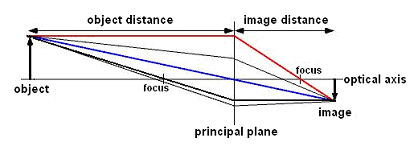 object distance
image distance
focus
optical axis
object
focus
image
principal plane